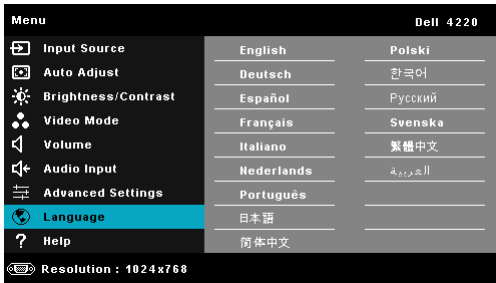 Menu
Dell 4220
Input Source
Auto Adjust
Brightness/Contrast
Video Mode
Volume
Audio Input
Advanced Settings
Language
Help
English
Deutsch
Español
Français
Italiano
Nederlands
Português
日本語
简体中文
Polski
한국어
Русский
Svenska
繁體中文
العربية
Resolution : 1024x768